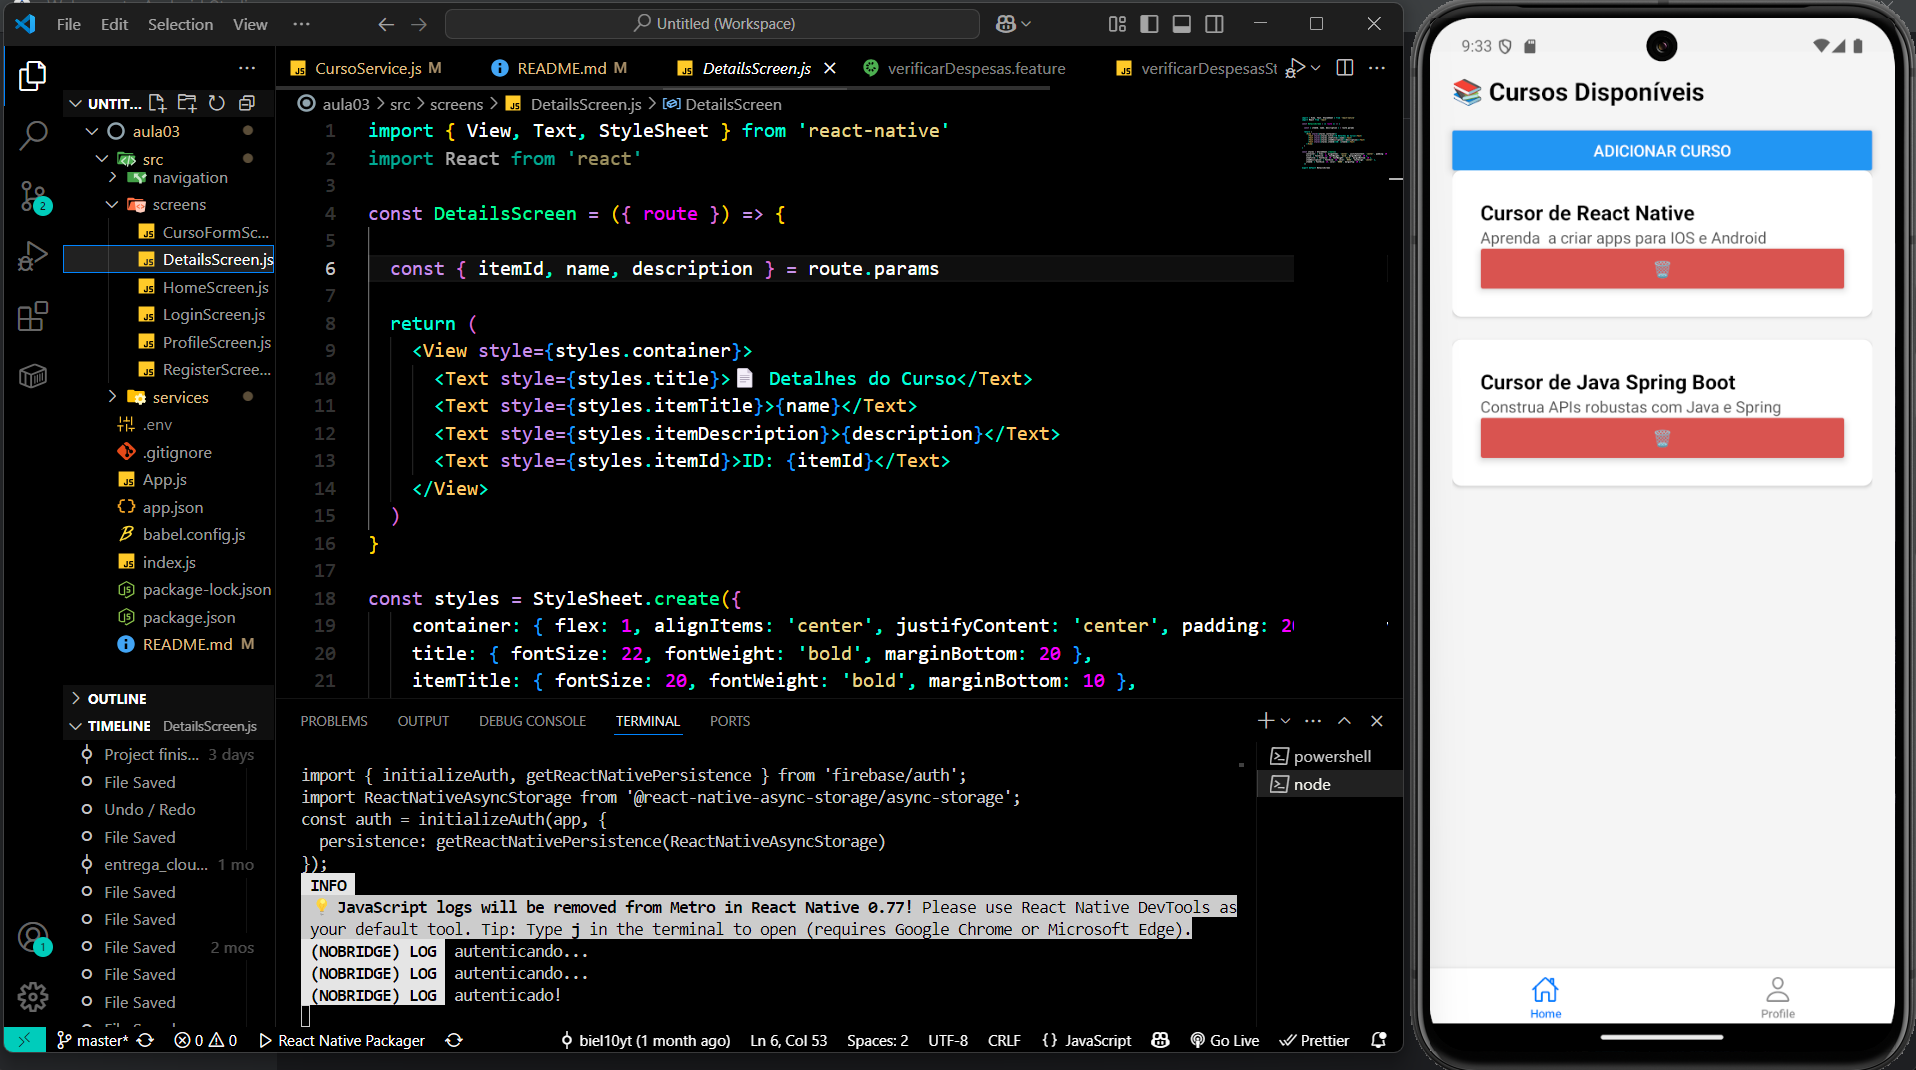 File Edit Selection View ··· Untitled (Workspace)
UNTIT...
aula03
src
navigation
screens
CursoFormSc...
DetailsScreen.js
HomeScreen.js
LoginScreen.js
ProfileScreen.js
RegisterScree...
services
.env
.gitignore
App.js
app.json
babel.config.js
index.js
package-lock.json
package.json
README.md M
OUTLINE
TIMELINE DetailsScreen.js
Project finis... 3 days
File Saved
Undo / Redo
File Saved
entrega_clou... 1 mo
File Saved
File Saved
File Saved 2 mos
File Saved
File Saved
2
1
CursoService.js M README.md M DetailsScreen.js verificarDespesas.feature verificarDespesasSt
aula03 > src > screens > DetailsScreen.js > DetailsScreen
1 import { View, Text, StyleSheet } from 'react-native'
2 import React from 'react'
3
4 const DetailsScreen = ({ route }) => {
5
6 const { itemId, name, description } = route.params
7
8 return (
9 <View style={styles.container}>
10 <Text style={styles.title}>📄 Detalhes do Curso</Text>
11 <Text style={styles.itemTitle}>{name}</Text>
12 <Text style={styles.itemDescription}>{description}</Text>
13 <Text style={styles.itemId}>ID: {itemId}</Text>
14 </View>
15 )
16 }
17
18 const styles = StyleSheet.create({
19 container: { flex: 1, alignItems: 'center', justifyContent: 'center', padding: 20
20 title: { fontSize: 22, fontWeight: 'bold', marginBottom: 20 },
21 itemTitle: { fontSize: 20, fontWeight: 'bold', marginBottom: 10 },
PROBLEMS OUTPUT DEBUG CONSOLE TERMINAL PORTS
powershell
node
import { initializeAuth, getReactNativePersistence } from 'firebase/auth';
import ReactNativeAsyncStorage from '@react-native-async-storage/async-storage';
const auth = initializeAuth(app, {
persistence: getReactNativePersistence(ReactNativeAsyncStorage)
});
INFO
💡 JavaScript logs will be removed from Metro in React Native 0.77! Please use React Native DevTools as
your default tool. Tip: Type j in the terminal to open (requires Google Chrome or Microsoft Edge).
(NOBRIDGE) LOG autenticando...
(NOBRIDGE) LOG autenticando...
(NOBRIDGE) LOG autenticado!
master* 0 0 React Native Packager biel10yt (1 month ago) Ln 6, Col 53 Spaces: 2 UTF-8 CRLF {} JavaScript Go Live Prettier
9:33
📚 Cursos Disponíveis
ADICIONAR CURSO
Cursor de React Native
Aprenda a criar apps para IOS e Android
Cursor de Java Spring Boot
Construa APIs robustas com Java e Spring
Home Profile